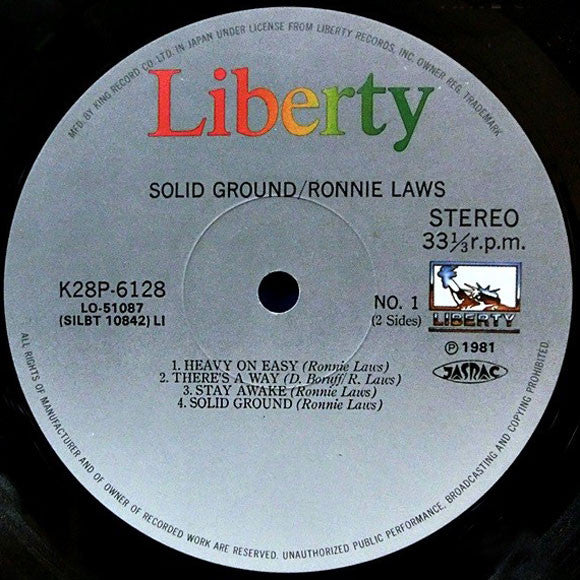 MFD. BY KING RECORD CO. LTD. IN JAPAN UNDER LICENSE FROM LIBERTY RECORDS, INC. OWNER REG. TRADEMARK.
Liberty
SOLID GROUND/RONNIE LAWS
STEREO
33 1/3 r.p.m.
K28P-6128
LO-51087
(SILBT 10842) LI
NO. 1
(2 Sides)
LIBERTY
Ⓟ 1981
JASRAC
1. HEAVY ON EASY (Ronnie Laws)
2. THERE'S A WAY (D. Boruff/R. Laws)
3. STAY AWAKE (Ronnie Laws)
4. SOLID GROUND (Ronnie Laws)
ALL RIGHTS OF MANUFACTURER AND OF OWNER OF RECORDED WORK ARE RESERVED. UNAUTHORIZED PUBLIC PERFORMANCE, BROADCASTING AND COPYING PROHIBITED.